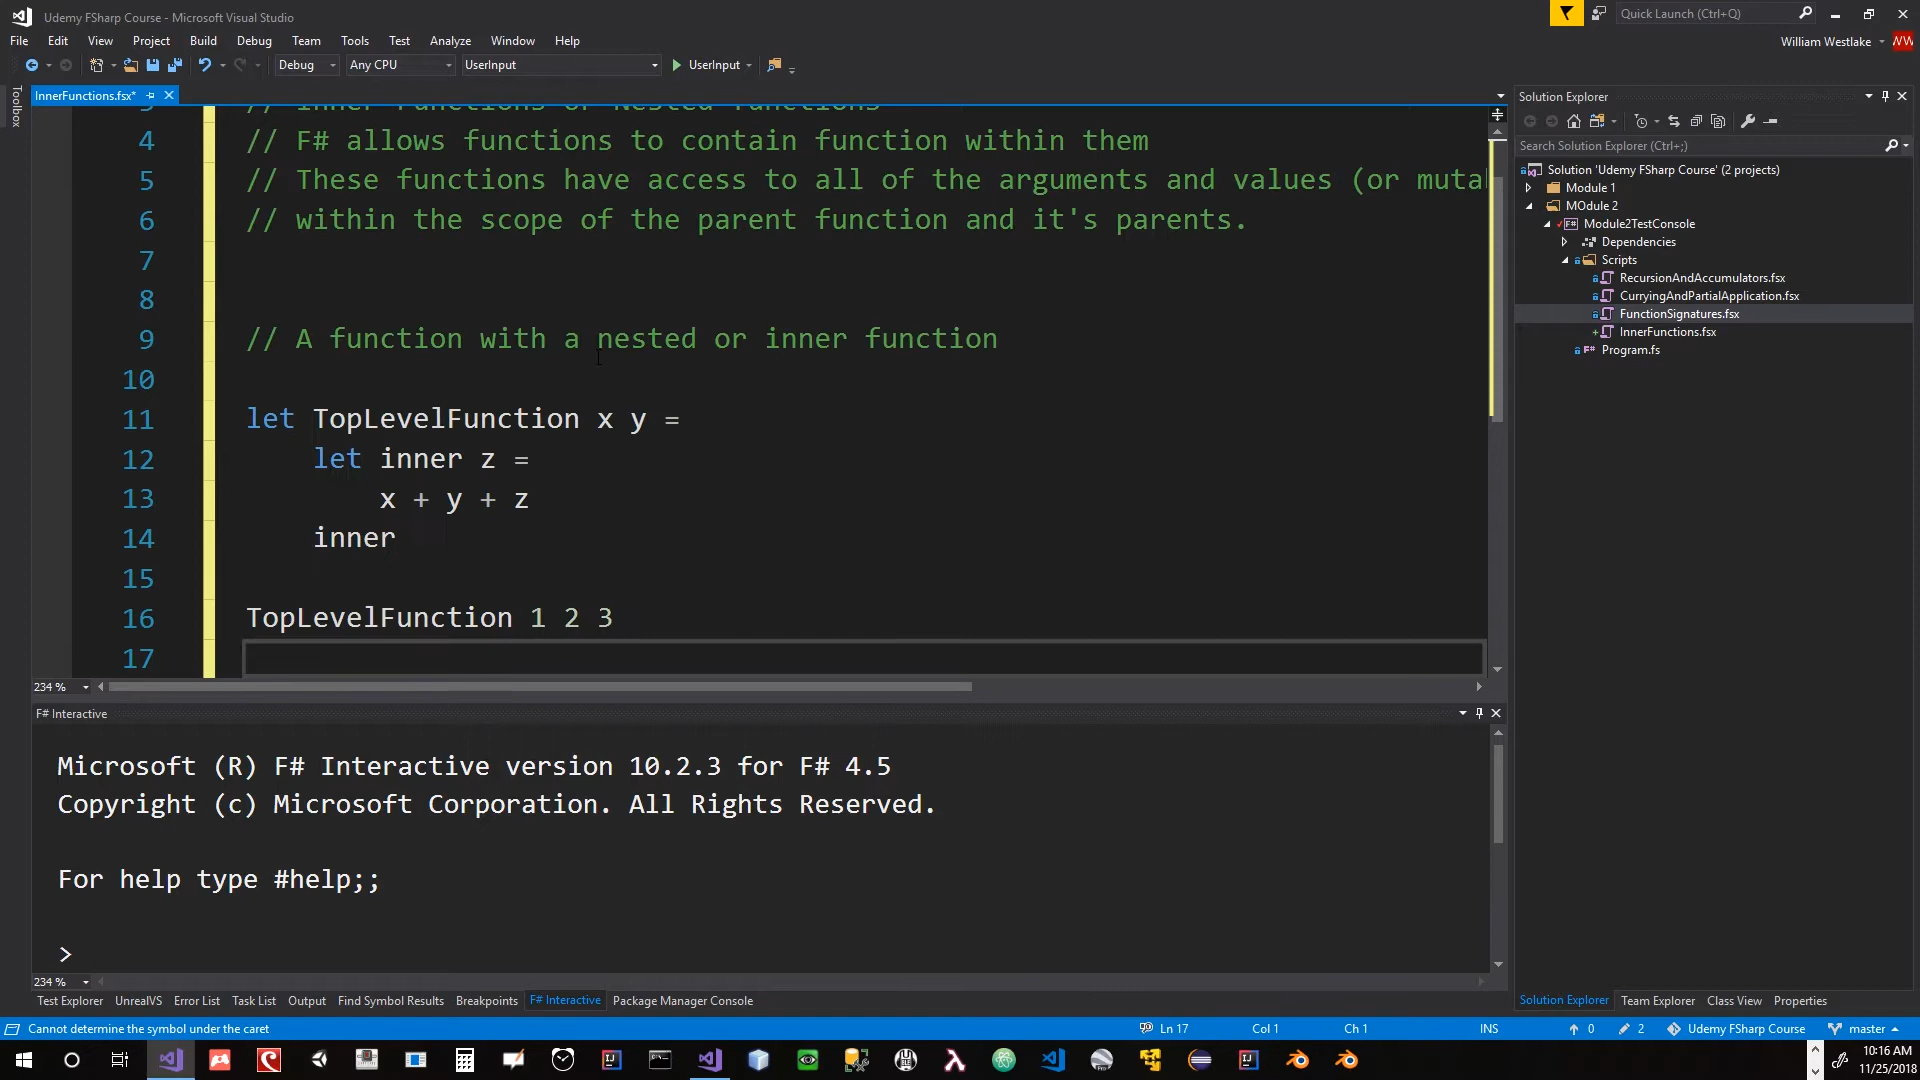 Udemy FSharp Course - Microsoft Visual Studio
Quick Launch (Ctrl+Q)
File Edit View Project Build Debug Team Tools Test Analyze Window Help
William Westlake
WW
Debug
Any CPU
UserInput
UserInput
Toolbox
InnerFunctions.fsx*
4 // F# allows functions to contain function within them
5 // These functions have access to all of the arguments and values (or muta
6 // within the scope of the parent function and it's parents.
7
8
9 // A function with a nested or inner function
10
11 let TopLevelFunction x y =
12 let inner z =
13 x + y + z
14 inner
15
16 TopLevelFunction 1 2 3
17
234 %
F# Interactive
Microsoft (R) F# Interactive version 10.2.3 for F# 4.5
Copyright (c) Microsoft Corporation. All Rights Reserved.
For help type #help;;
>
234 %
Test Explorer UnrealVS Error List Task List Output Find Symbol Results Breakpoints F# Interactive Package Manager Console
Solution Explorer
Search Solution Explorer (Ctrl+;)
Solution 'Udemy FSharp Course' (2 projects)
Module 1
MOdule 2
Module2TestConsole
Dependencies
Scripts
RecursionAndAccumulators.fsx
CurryingAndPartialApplication.fsx
FunctionSignatures.fsx
InnerFunctions.fsx
Program.fs
Solution Explorer Team Explorer Class View Properties
Cannot determine the symbol under the caret
Ln 17
Col 1
Ch 1
INS
0
2
Udemy FSharp Course
master
10:16 AM
11/25/2018